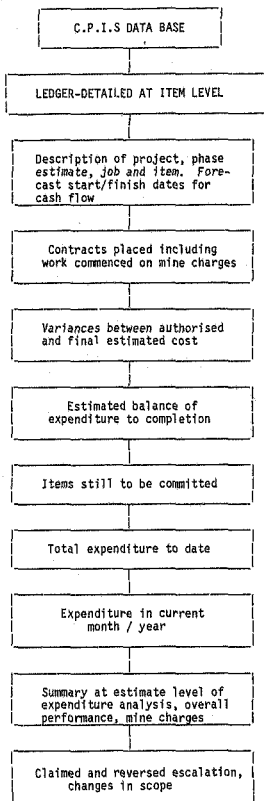 C.P.I.S DATA BASE
LEDGER-DETAILED AT ITEM LEVEL
Description of project, phase
estimate, job and item. Fore-
cast start/finish dates for
cash flow
Contracts placed including
work commenced on mine charges
Variances between authorised
and final estimated cost
Estimated balance of
expenditure to completion
Items still to be committed
Total expenditure to date
Expenditure in current
month / year
Summary at estimate level of
expenditure analysis, overall
performance, mine charges
Claimed and reversed escalation,
changes in scope